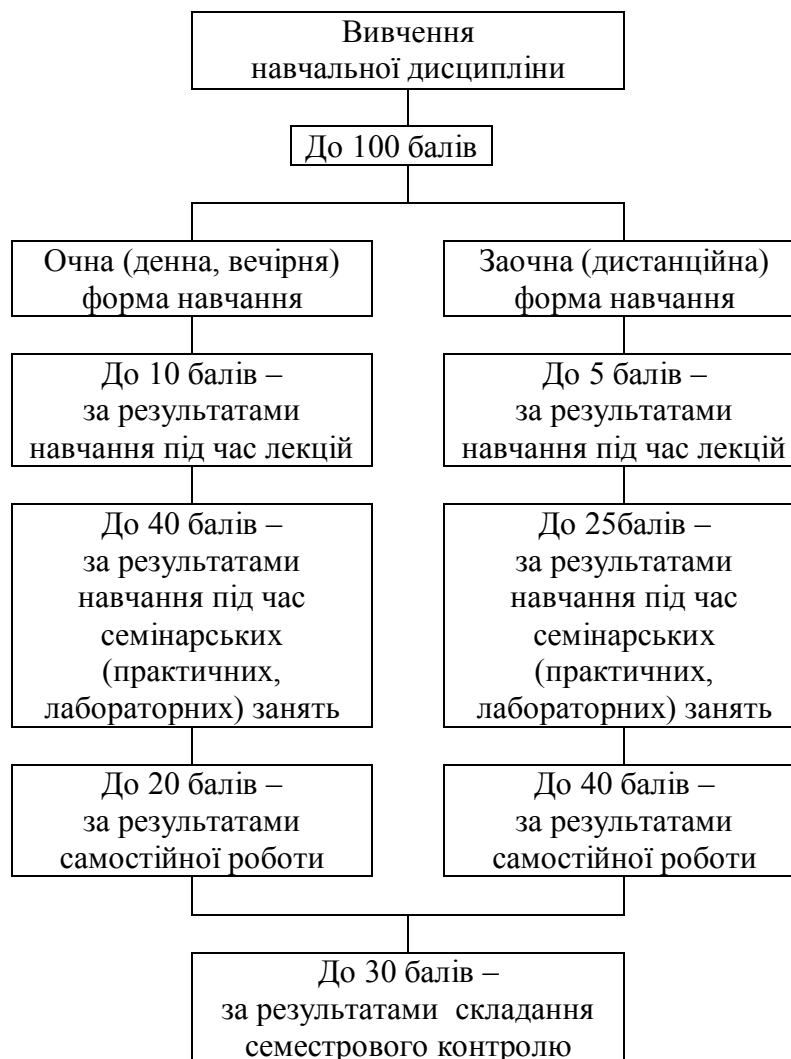 Вивчення
навчальної дисципліни
До 100 балів
Очна (денна, вечірня)
форма навчання
Заочна (дистанційна)
форма навчання
До 10 балів –
за результатами
навчання під час лекцій
До 5 балів –
за результатами
навчання під час лекцій
До 40 балів –
за результатами
навчання під час
семінарських
(практичних,
лабораторних) занять
До 25балів –
за результатами
навчання під час
семінарських
(практичних,
лабораторних) занять
До 20 балів –
за результатами
самостійної роботи
До 40 балів –
за результатами
самостійної роботи
До 30 балів –
за результатами складання
семестрового контролю